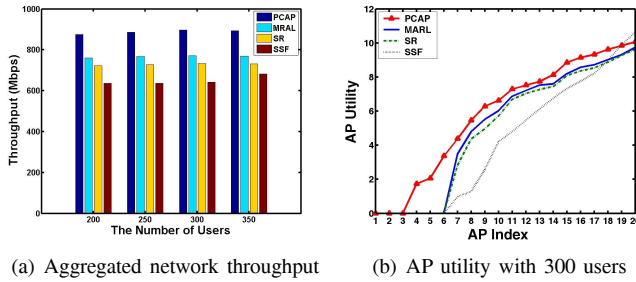 PCAP
MRAL
SR
SSF
1000
800
600
400
200
0
Throughput (Mbps)
200 250 300 350
The Number of Users
(a) Aggregated network throughput
PCAP
MARL
SR
SSF
12
10
8
6
4
2
0
AP Utility
1 2 3 4 5 6 7 8 9 10 11 12 13 14 15 16 17 18 19 20
AP Index
(b) AP utility with 300 users